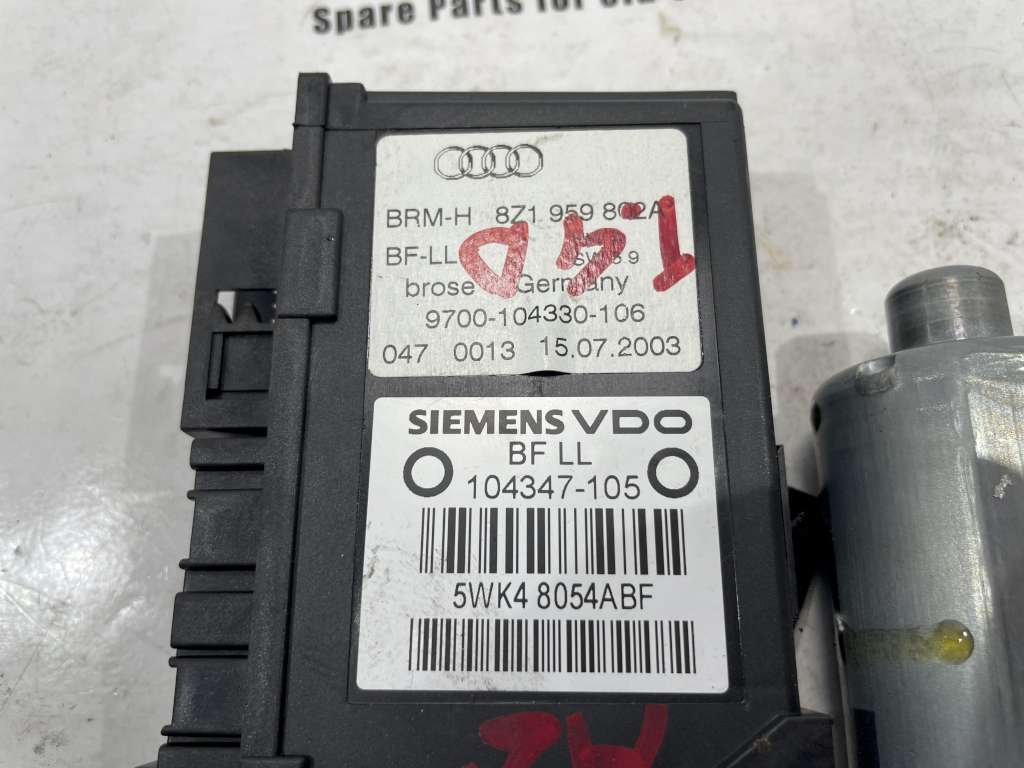 Spare Parts for
BRM-H 8Z1 959 802A
BF-LL
brose Germany
9700-104330-106
047 0013 15.07.2003
SIEMENS VDO
BF LL
104347-105
5WK4 8054ABF